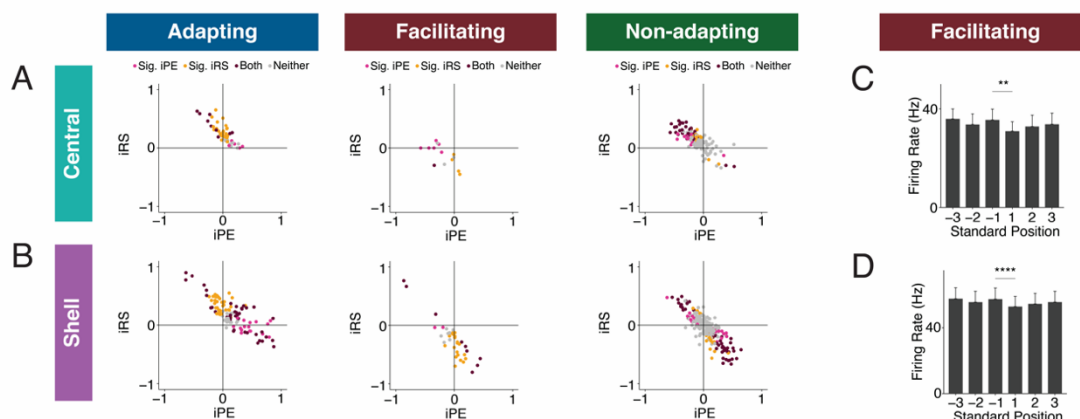 Adapting Facilitating Non-adapting Facilitating
•Sig. iPE •Sig. iRS •Both •Neither •Sig. iPE •Sig. iRS •Both •Neither •Sig. iPE •Sig. iRS •Both •Neither
A
Central
1
iRS
0
−1
−1 0 1
iPE
1
iRS
0
−1
−1 0 1
iPE
1
iRS
0
−1
−1 0 1
iPE
C
**
Firing Rate (Hz)
40
0
−3 −2 −1 1 2 3
Standard Position
B
Shell
1
iRS
0
−1
−1 0 1
iPE
1
iRS
0
−1
−1 0 1
iPE
1
iRS
0
−1
−1 0 1
iPE
D
****
Firing Rate (Hz)
40
0
−3 −2 −1 1 2 3
Standard Position